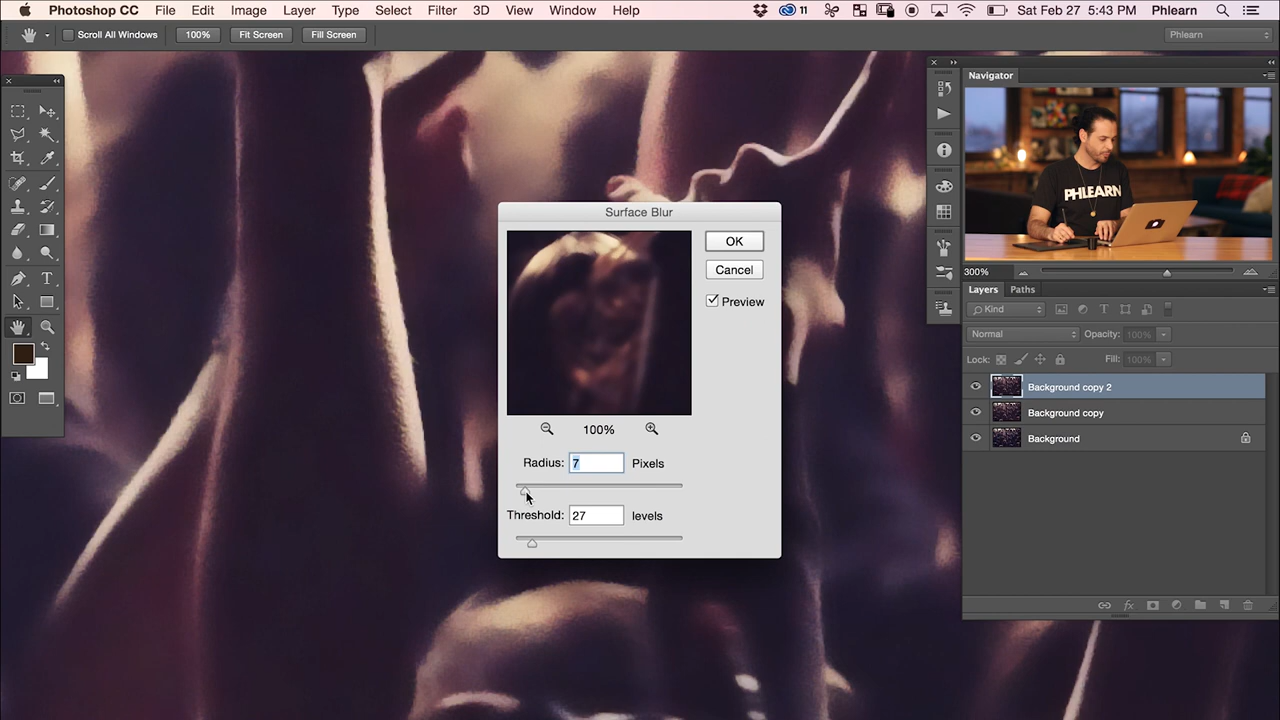 Photoshop CC File Edit Image Layer Type Select Filter 3D View Window Help 11 Sat Feb 27 5:43 PM Phlearn
Scroll All Windows 100% Fit Screen Fill Screen Phlearn
Navigator
PHLEARN
300%
Layers Paths
Kind
Normal Opacity: 100%
Lock: Fill: 100%
Background copy 2
Background copy
Background
Surface Blur
OK
Cancel
Preview
100%
Radius: 7 Pixels
Threshold: 27 levels